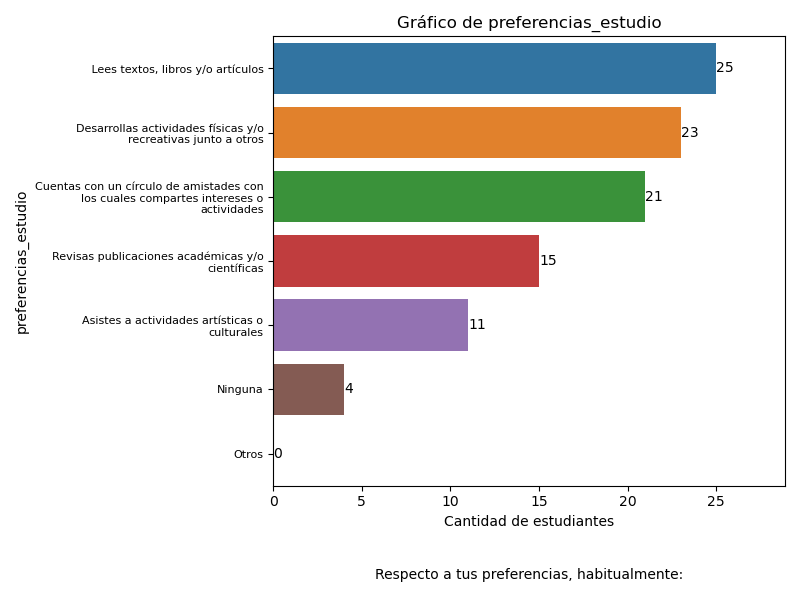 Gráfico de preferencias_estudio
preferencias_estudio
Lees textos, libros y/o artículos
25
Desarrollas actividades físicas y/o
recreativas junto a otros
23
Cuentas con un círculo de amistades con
los cuales compartes intereses o
actividades
21
Revisas publicaciones académicas y/o
científicas
15
Asistes a actividades artísticas o
culturales
11
Ninguna
4
Otros
0
0 5 10 15 20 25
Cantidad de estudiantes
Respecto a tus preferencias, habitualmente: